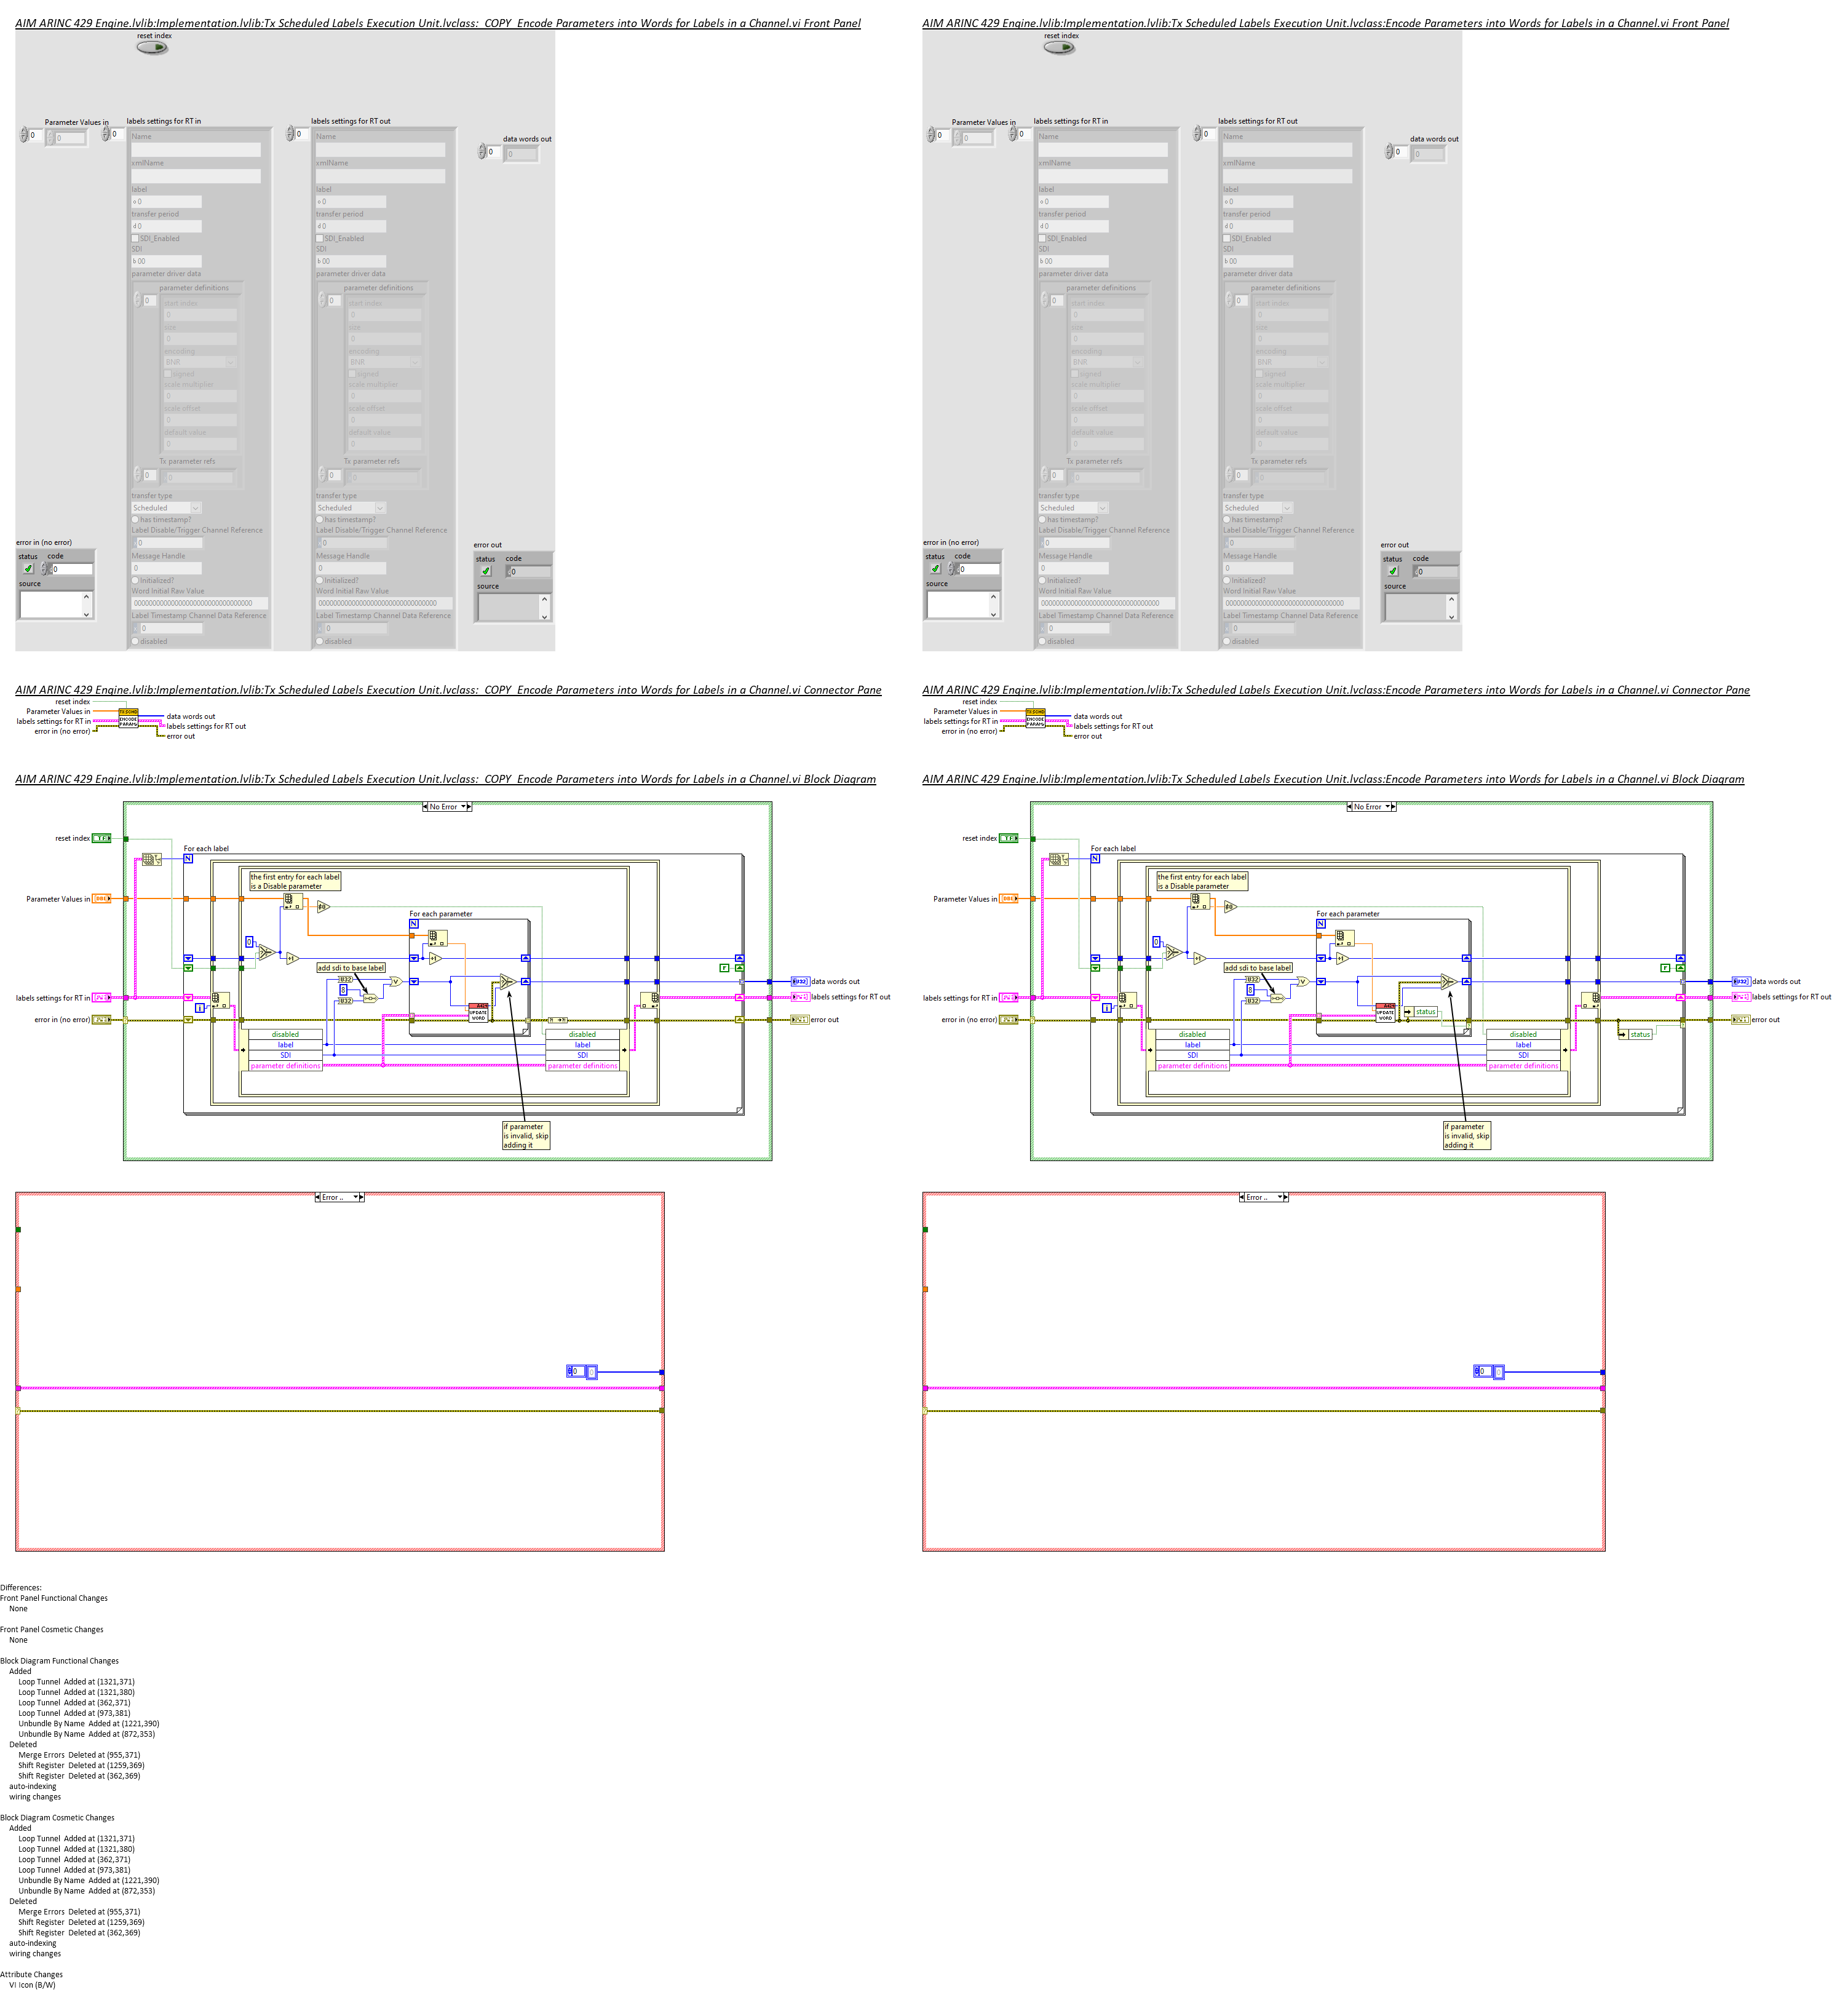 AIM ARINC 429 Engine.lvlib:Implementation.lvlib:Tx Scheduled Labels Execution Unit.lvclass:_COPY_Encode Parameters into Words for Labels in a Channel.vi Front Panel
reset index
Parameter Values in
0
0
labels settings for RT in
0
Name
xmlName
label
o 0
transfer period
d 0
SDI_Enabled
SDI
b 00
parameter driver data
parameter definitions
0
start index
0
size
0
encoding
BNR
signed
scale multiplier
0
scale offset
0
default value
0
Tx parameter refs
0
0
transfer type
Scheduled
has timestamp?
Label Disable/Trigger Channel Reference
0
Message Handle
0
Initialized?
Word Initial Raw Value
00000000000000000000000000000000
Label Timestamp Channel Data Reference
0
disabled
labels settings for RT out
0
Name
xmlName
label
o 0
transfer period
d 0
SDI_Enabled
SDI
b 00
parameter driver data
parameter definitions
0
start index
0
size
0
encoding
BNR
signed
scale multiplier
0
scale offset
0
default value
0
Tx parameter refs
0
0
transfer type
Scheduled
has timestamp?
Label Disable/Trigger Channel Reference
0
Message Handle
0
Initialized?
Word Initial Raw Value
00000000000000000000000000000000
Label Timestamp Channel Data Reference
0
disabled
data words out
0
0
error in (no error)
status code
0
source
error out
status code
0
source
AIM ARINC 429 Engine.lvlib:Implementation.lvlib:Tx Scheduled Labels Execution Unit.lvclass:Encode Parameters into Words for Labels in a Channel.vi Front Panel
reset index
Parameter Values in
0
0
labels settings for RT in
0
Name
xmlName
label
o 0
transfer period
d 0
SDI_Enabled
SDI
b 00
parameter driver data
parameter definitions
0
start index
0
size
0
encoding
BNR
signed
scale multiplier
0
scale offset
0
default value
0
Tx parameter refs
0
0
transfer type
Scheduled
has timestamp?
Label Disable/Trigger Channel Reference
0
Message Handle
0
Initialized?
Word Initial Raw Value
00000000000000000000000000000000
Label Timestamp Channel Data Reference
0
disabled
labels settings for RT out
0
Name
xmlName
label
o 0
transfer period
d 0
SDI_Enabled
SDI
b 00
parameter driver data
parameter definitions
0
start index
0
size
0
encoding
BNR
signed
scale multiplier
0
scale offset
0
default value
0
Tx parameter refs
0
0
transfer type
Scheduled
has timestamp?
Label Disable/Trigger Channel Reference
0
Message Handle
0
Initialized?
Word Initial Raw Value
00000000000000000000000000000000
Label Timestamp Channel Data Reference
0
disabled
data words out
0
0
error in (no error)
status code
0
source
error out
status code
0
source
AIM ARINC 429 Engine.lvlib:Implementation.lvlib:Tx Scheduled Labels Execution Unit.lvclass:_COPY_Encode Parameters into Words for Labels in a Channel.vi Connector Pane
reset index
Parameter Values in
labels settings for RT in
error in (no error)
TX SCHD
ENCODE
PARAMs
data words out
labels settings for RT out
error out
AIM ARINC 429 Engine.lvlib:Implementation.lvlib:Tx Scheduled Labels Execution Unit.lvclass:Encode Parameters into Words for Labels in a Channel.vi Connector Pane
reset index
Parameter Values in
labels settings for RT in
error in (no error)
TX SCHD
ENCODE
PARAMs
data words out
labels settings for RT out
error out
AIM ARINC 429 Engine.lvlib:Implementation.lvlib:Tx Scheduled Labels Execution Unit.lvclass:_COPY_Encode Parameters into Words for Labels in a Channel.vi Block Diagram
No Error
reset index
TF
For each label
N
the first entry for each label
is a Disable parameter
Parameter Values in
DBL
For each parameter
N
0
+1
+1
add sdi to base label
U32
8
U32
F
data words out
U32
labels settings for RT in
labels settings for RT out
i
A429
UPDATE
WORD
error in (no error)
error out
disabled
label
SDI
parameter definitions
disabled
label
SDI
parameter definitions
if parameter
is invalid, skip
adding it
Error ..
0
0
AIM ARINC 429 Engine.lvlib:Implementation.lvlib:Tx Scheduled Labels Execution Unit.lvclass:Encode Parameters into Words for Labels in a Channel.vi Block Diagram
No Error
reset index
TF
For each label
N
the first entry for each label
is a Disable parameter
Parameter Values in
DBL
For each parameter
N
0
+1
+1
add sdi to base label
U32
8
U32
F
data words out
U32
labels settings for RT in
labels settings for RT out
i
A429
UPDATE
WORD
status
error in (no error)
error out
status
disabled
label
SDI
parameter definitions
disabled
label
SDI
parameter definitions
if parameter
is invalid, skip
adding it
Error ..
0
0
Differences:
Front Panel Functional Changes
None
Front Panel Cosmetic Changes
None
Block Diagram Functional Changes
Added
Loop Tunnel Added at (1321,371)
Loop Tunnel Added at (1321,380)
Loop Tunnel Added at (362,371)
Loop Tunnel Added at (973,381)
Unbundle By Name Added at (1221,390)
Unbundle By Name Added at (872,353)
Deleted
Merge Errors Deleted at (955,371)
Shift Register Deleted at (1259,369)
Shift Register Deleted at (362,369)
auto-indexing
wiring changes
Block Diagram Cosmetic Changes
Added
Loop Tunnel Added at (1321,371)
Loop Tunnel Added at (1321,380)
Loop Tunnel Added at (362,371)
Loop Tunnel Added at (973,381)
Unbundle By Name Added at (1221,390)
Unbundle By Name Added at (872,353)
Deleted
Merge Errors Deleted at (955,371)
Shift Register Deleted at (1259,369)
Shift Register Deleted at (362,369)
auto-indexing
wiring changes
Attribute Changes
VI Icon (B/W)